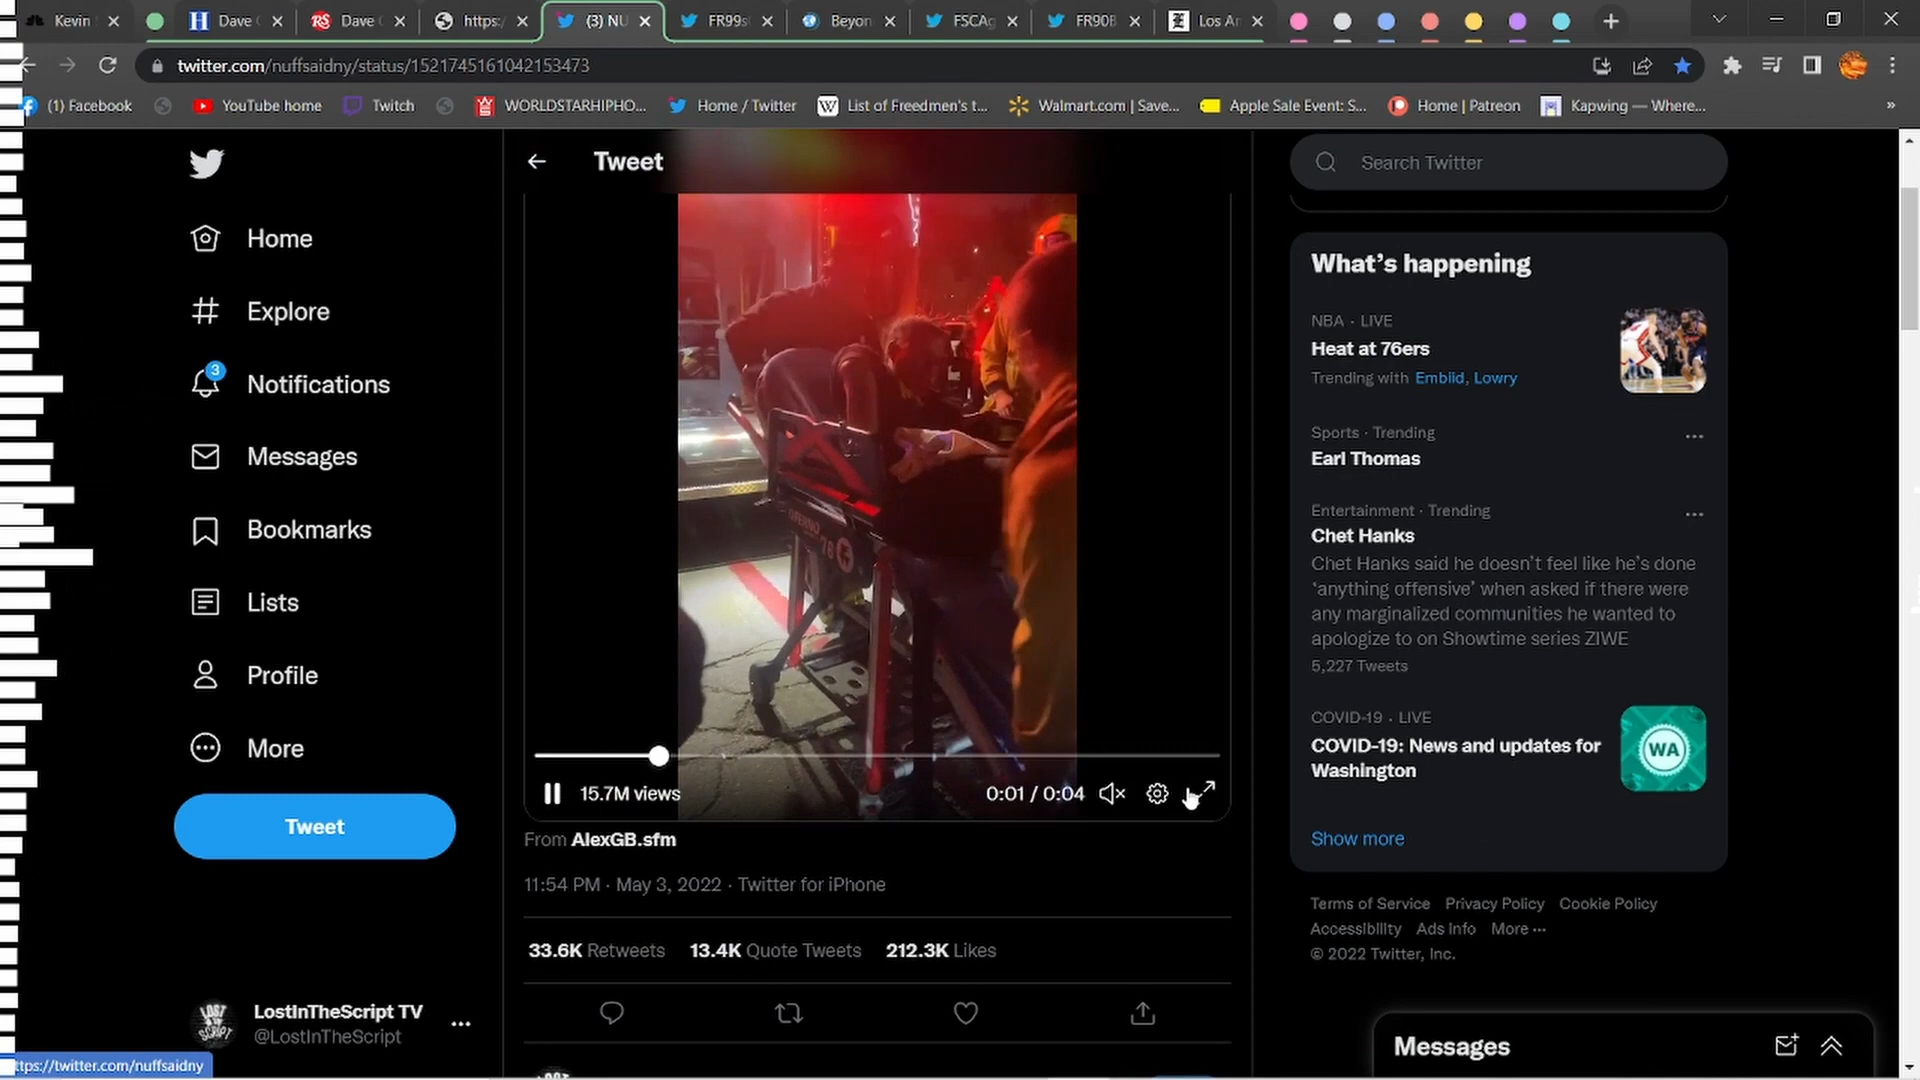 Kevin
Dave
Dave
https:/
(3) NU
FR99s
Beyon
FSCAg
FR90B
Los An
twitter.com/nuffsaidny/status/1521745161042153473
(1) Facebook
YouTube home
Twitch
WORLDSTARHIPHO...
Home / Twitter
List of Freedmen's t...
Walmart.com | Save...
Apple Sale Event: S...
Home | Patreon
Kapwing — Where...
Tweet
Search Twitter
Home
Explore
3
Notifications
Messages
Bookmarks
Lists
Profile
More
Tweet
LostInTheScript TV
@LostInTheScript
ttps://twitter.com/nuffsaidny
76
15.7M views
0:01 / 0:04
From AlexGB.sfm
11:54 PM · May 3, 2022 · Twitter for iPhone
33.6K Retweets 13.4K Quote Tweets 212.3K Likes
What's happening
NBA · LIVE
Heat at 76ers
Trending with Embiid, Lowry
Sports · Trending
Earl Thomas
Entertainment · Trending
Chet Hanks
Chet Hanks said he doesn't feel like he's done
'anything offensive' when asked if there were
any marginalized communities he wanted to
apologize to on Showtime series ZIWE
5,227 Tweets
COVID-19 · LIVE
COVID-19: News and updates for
Washington
WA
Show more
Terms of Service Privacy Policy Cookie Policy
Accessibility Ads info More ···
© 2022 Twitter, Inc.
Messages